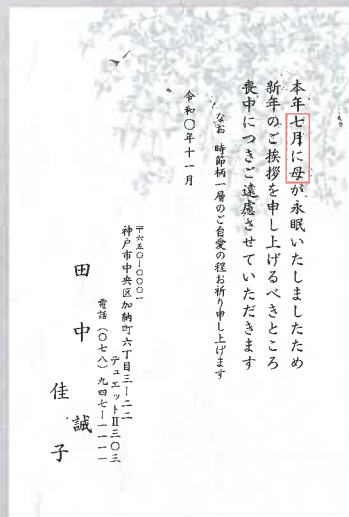 本年七月に母が永眠いたしましたため
新年のご挨拶を申し上げるべきところ
喪中につきご遠慮させていただきます
なお 時節柄一層のご自愛の程お祈り申し上げます
令和〇年十一月
〒六五〇-〇〇〇一
神戸市中央区加納町六丁目三-二二
デュエットⅡ三〇三
電話(〇七八)九四七-一一一一
田中 誠
佳子